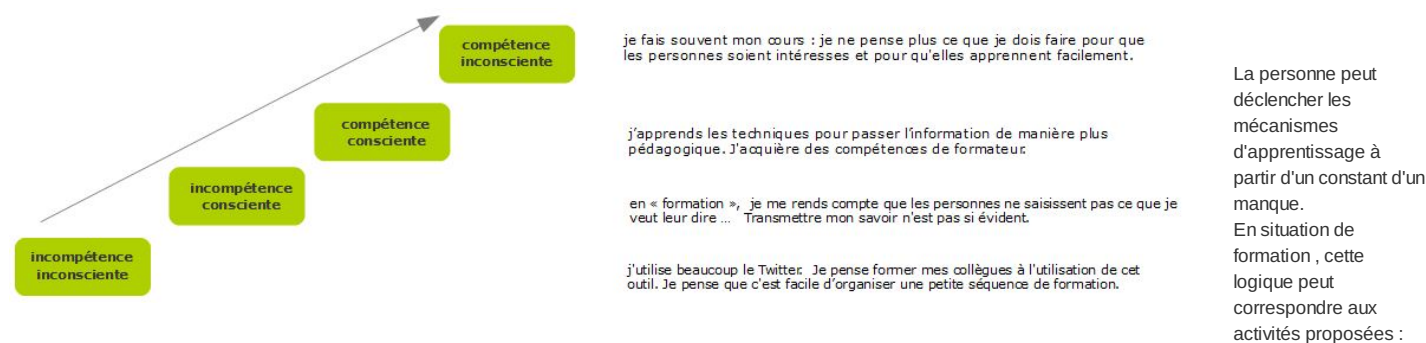 compétence
inconsciente
je fais souvent mon cours : je ne pense plus ce que je dois faire pour que
les personnes soient intéresses et pour qu'elles apprennent facilement.
compétence
consciente
j'apprends les techniques pour passer l'information de manière plus
pédagogique. J'acquière des compétences de formateur.
incompétence
consciente
en « formation », je me rends compte que les personnes ne saisissent pas ce que je
veut leur dire ... Transmettre mon savoir n'est pas si évident.
incompétence
inconsciente
j'utilise beaucoup le Twitter. Je pense former mes collègues à l'utilisation de cet
outil. Je pense que c'est facile d'organiser une petite séquence de formation.
La personne peut
déclencher les
mécanismes
d'apprentissage à
partir d'un constant d'un
manque.
En situation de
formation , cette
logique peut
correspondre aux
activités proposées :